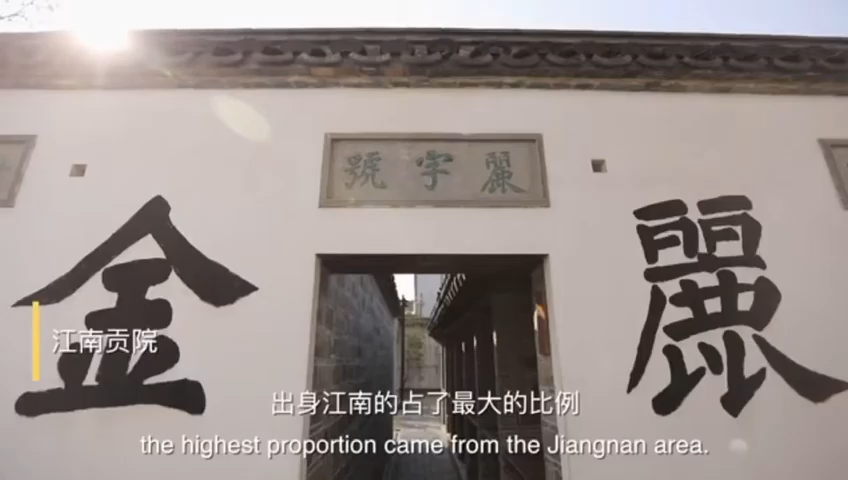 麗字號
麗
金
江南贡院
出身江南的占了最大的比例
the highest proportion came from the Jiangnan area.